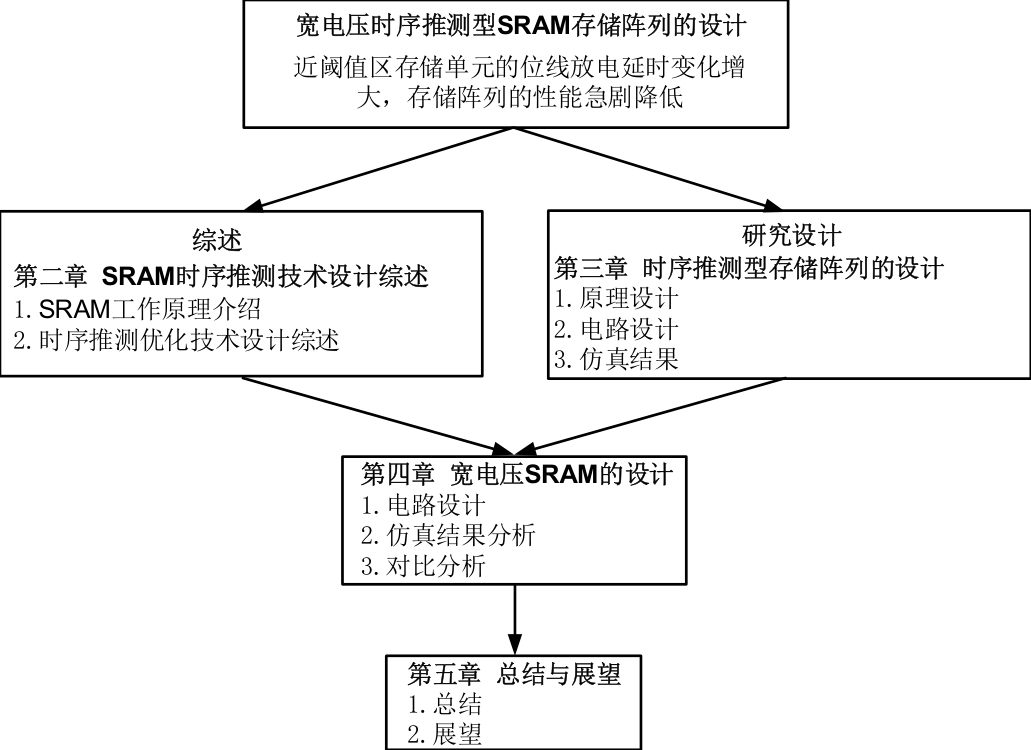 宽电压时序推测型SRAM存储阵列的设计
近阈值区存储单元的位线放电延时变化增
大，存储阵列的性能急剧降低
综述
第二章 SRAM时序推测技术设计综述
1. SRAM工作原理介绍
2. 时序推测优化技术设计综述
研究设计
第三章 时序推测型存储阵列的设计
1. 原理设计
2. 电路设计
3. 仿真结果
第四章 宽电压SRAM的设计
1. 电路设计
2. 仿真结果分析
3. 对比分析
第五章 总结与展望
1. 总结
2. 展望